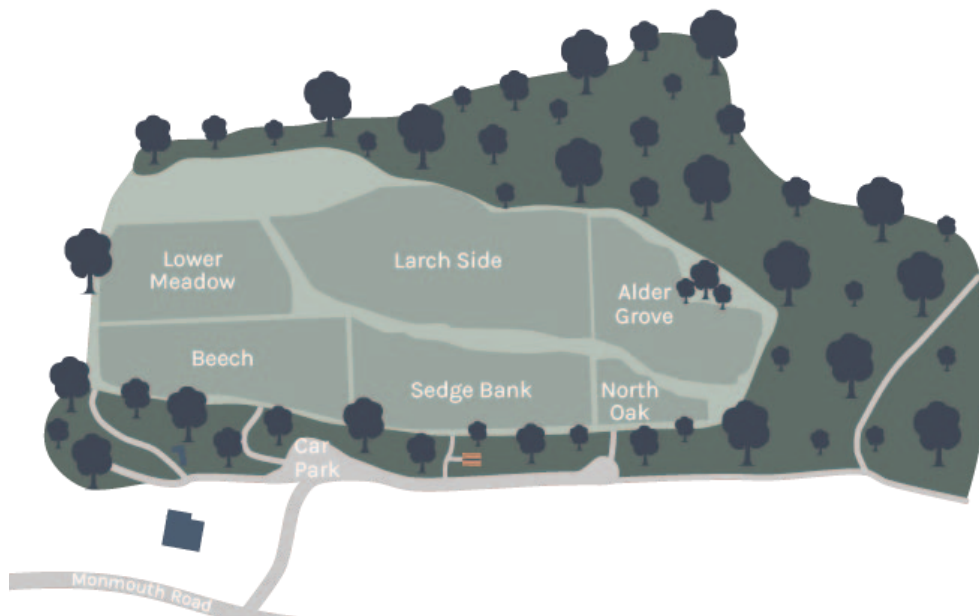 Lower
Meadow
Larch Side
Alder
Grove
Beech
Sedge Bank
North
Oak
Car
Park
Monmouth Road